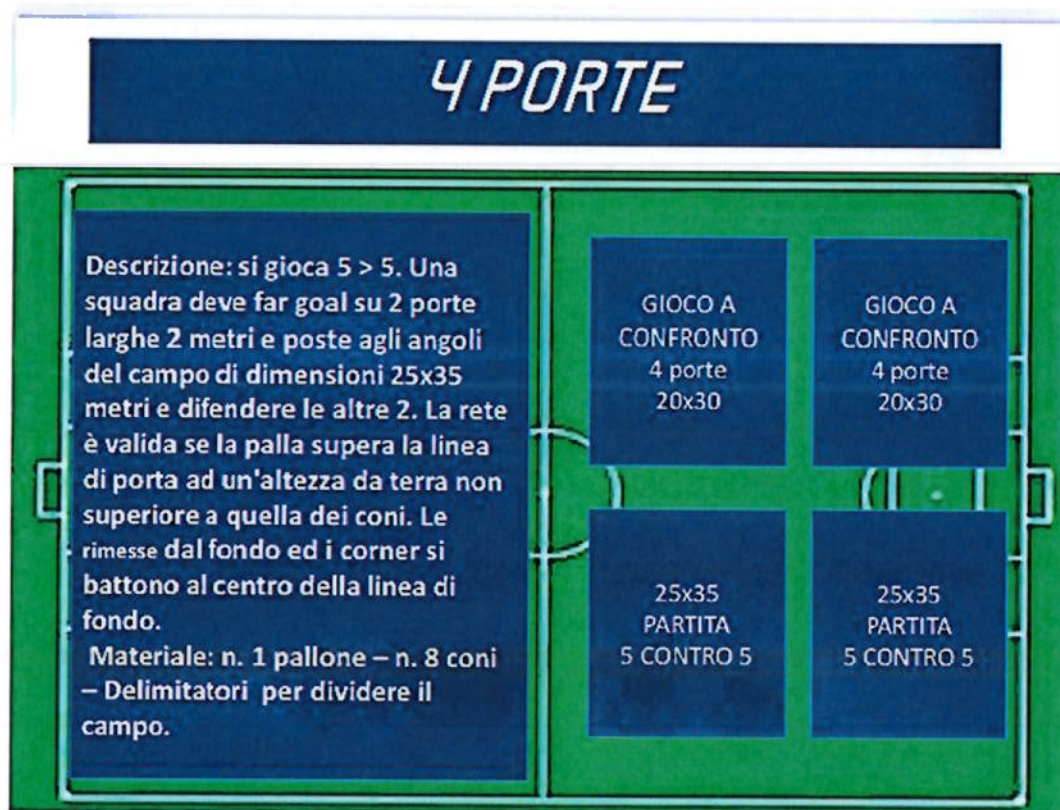 4 PORTE
Descrizione: si gioca 5 > 5. Una
squadra deve far goal su 2 porte
larghe 2 metri e poste agli angoli
del campo di dimensioni 25x35
metri e difendere le altre 2. La rete
è valida se la palla supera la linea
di porta ad un'altezza da terra non
superiore a quella dei coni. Le
rimesse dal fondo ed i corner si
battono al centro della linea di
fondo.
Materiale: n. 1 pallone – n. 8 coni
– Delimitatori per dividere il
campo.
GIOCO A
CONFRONTO
4 porte
20x30
GIOCO A
CONFRONTO
4 porte
20x30
25x35
PARTITA
5 CONTRO 5
25x35
PARTITA
5 CONTRO 5